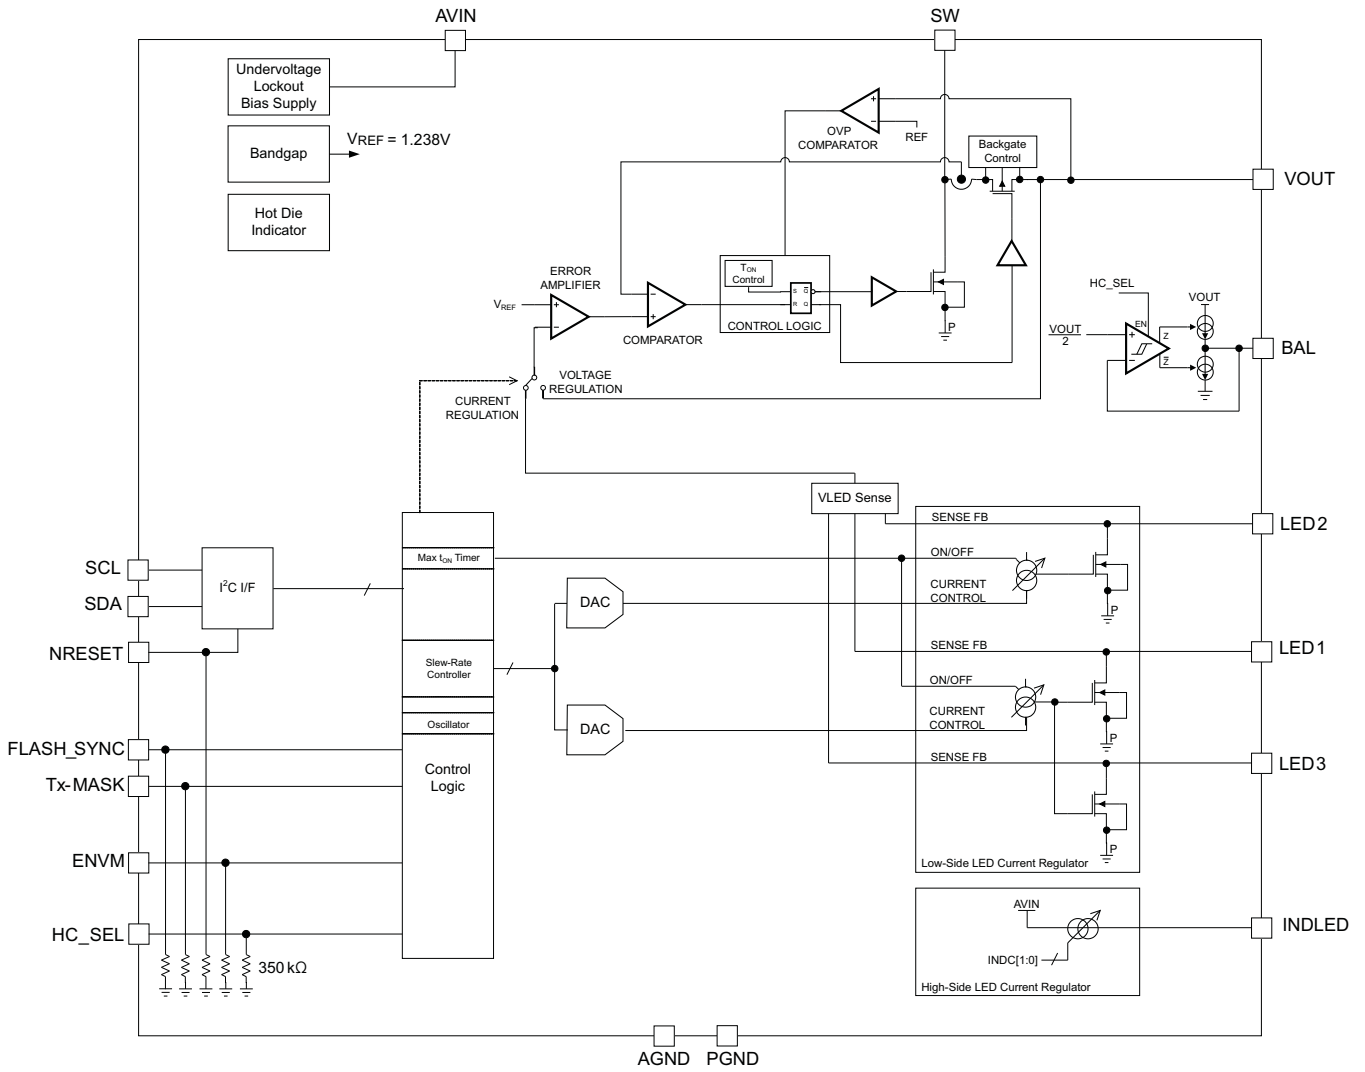 AVIN
SW
Undervoltage
Lockout
Bias Supply
VREF = 1.238V
Bandgap
Hot Die
Indicator
OVP
COMPARATOR
REF
Backgate
Control
VOUT
ERROR
AMPLIFIER
VREF
COMPARATOR
TON
Control
S
Q
R
Q
CONTROL LOGIC
P
HC_SEL
VOUT
EN
VOUT
2
Z
Z
BAL
VOLTAGE
REGULATION
CURRENT
REGULATION
VLED Sense
SENSE FB
LED2
ON/OFF
CURRENT
CONTROL
P
SCL
SDA
NRESET
I²C I/F
Max tON Timer
DAC
Slew-Rate
Controller
SENSE FB
LED1
ON/OFF
CURRENT
CONTROL
P
DAC
Oscillator
FLASH_SYNC
Tx-MASK
Control
Logic
SENSE FB
LED3
P
Low-Side LED Current Regulator
ENVM
HC_SEL
350 kΩ
AVIN
INDC[1:0]
INDLED
High-Side LED Current Regulator
AGND
PGND